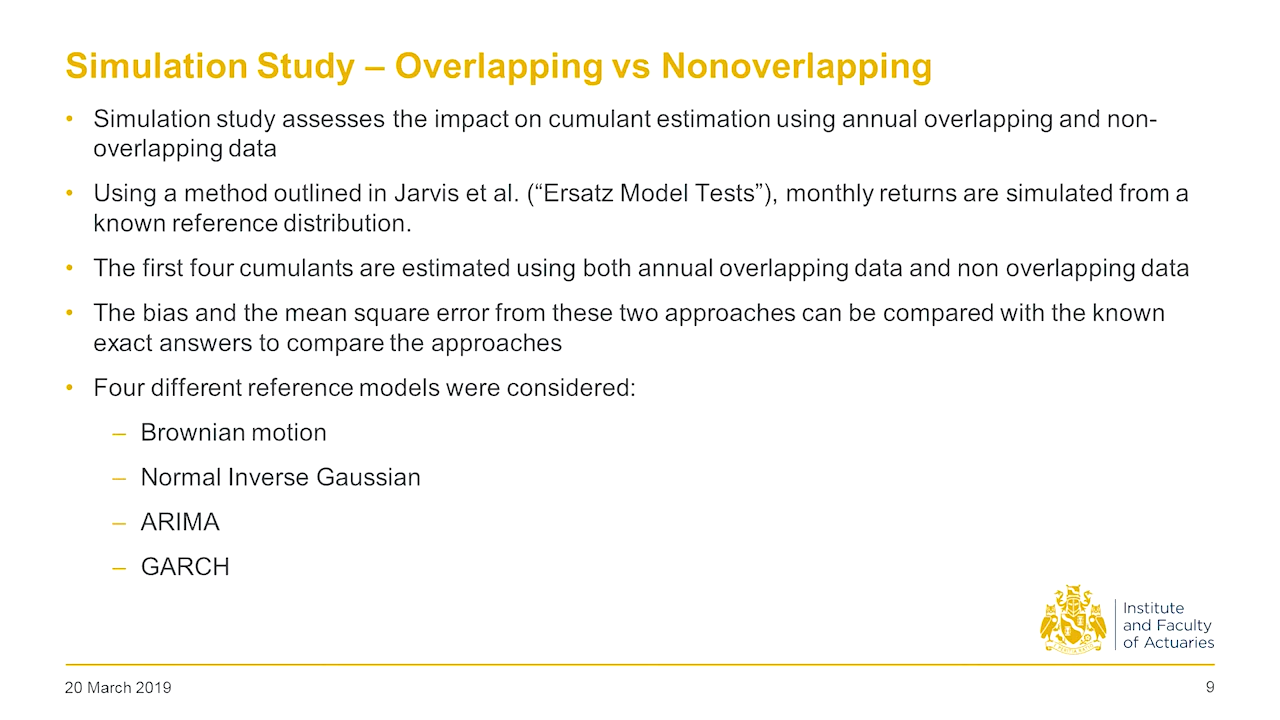 Simulation Study – Overlapping vs Nonoverlapping
• Simulation study assesses the impact on cumulant estimation using annual overlapping and non-
overlapping data
• Using a method outlined in Jarvis et al. (“Ersatz Model Tests”), monthly returns are simulated from a
known reference distribution.
• The first four cumulants are estimated using both annual overlapping data and non overlapping data
• The bias and the mean square error from these two approaches can be compared with the known
exact answers to compare the approaches
• Four different reference models were considered:
– Brownian motion
– Normal Inverse Gaussian
– ARIMA
– GARCH
Institute
and Faculty
of Actuaries
20 March 2019
9